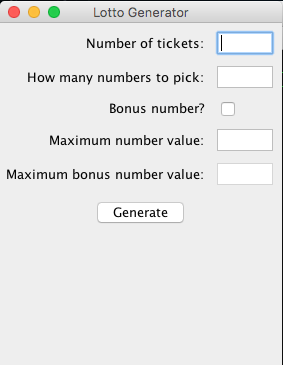 Lotto Generator
Number of tickets:
How many numbers to pick:
Bonus number?
Maximum number value:
Maximum bonus number value:
Generate